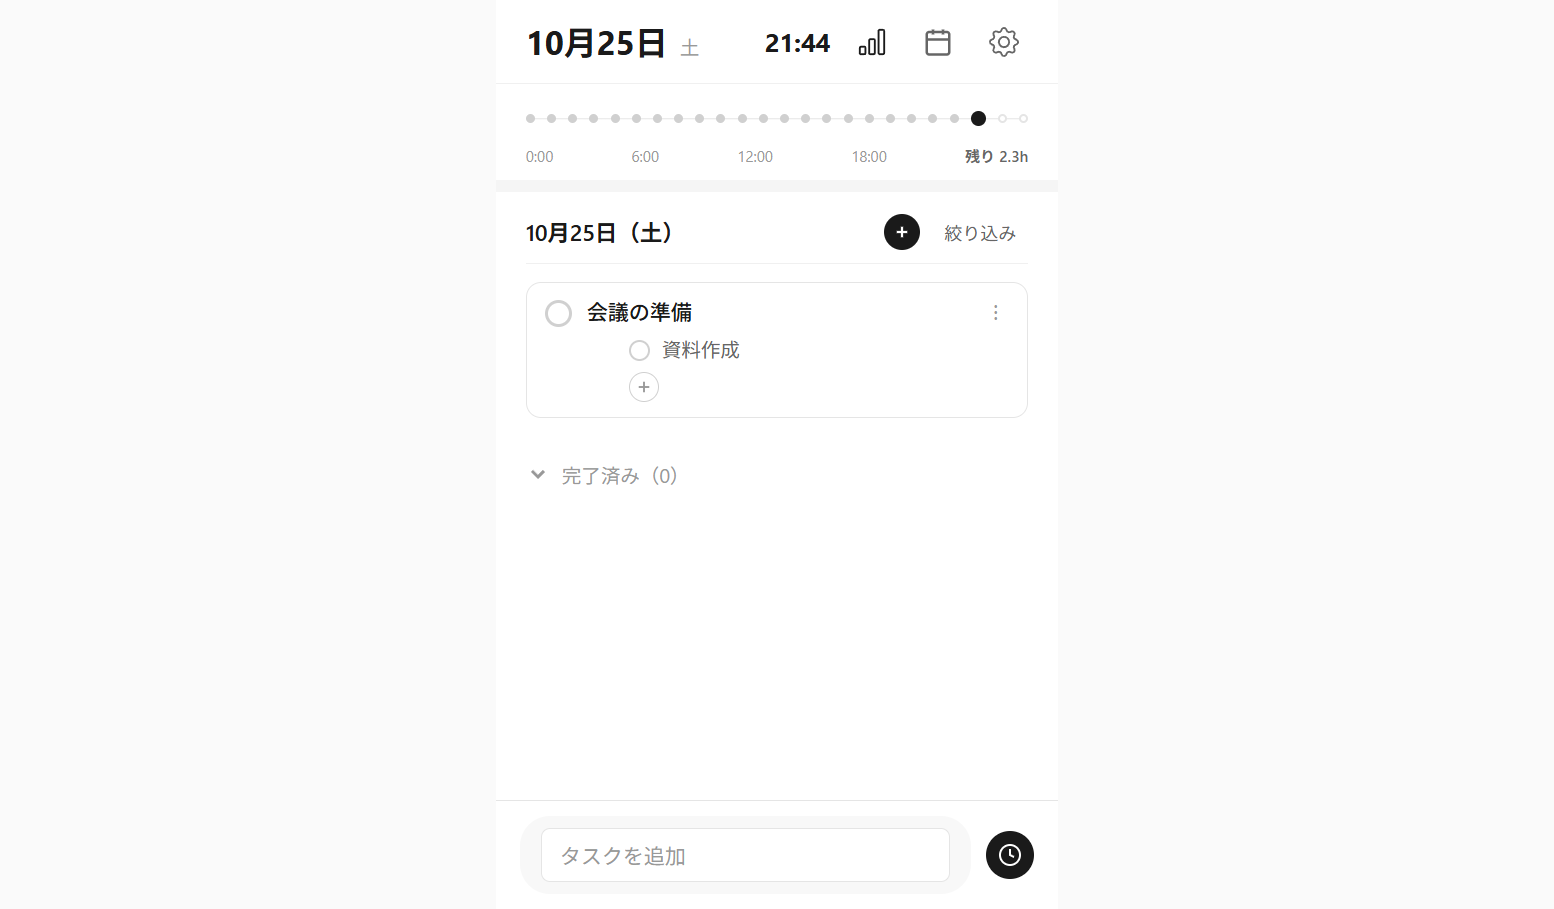 10月25日 土 21:44
0:00 6:00 12:00 18:00 残り 2.3h
10月25日（土） + 絞り込み
会議の準備
資料作成
+
完了済み（0）
タスクを追加